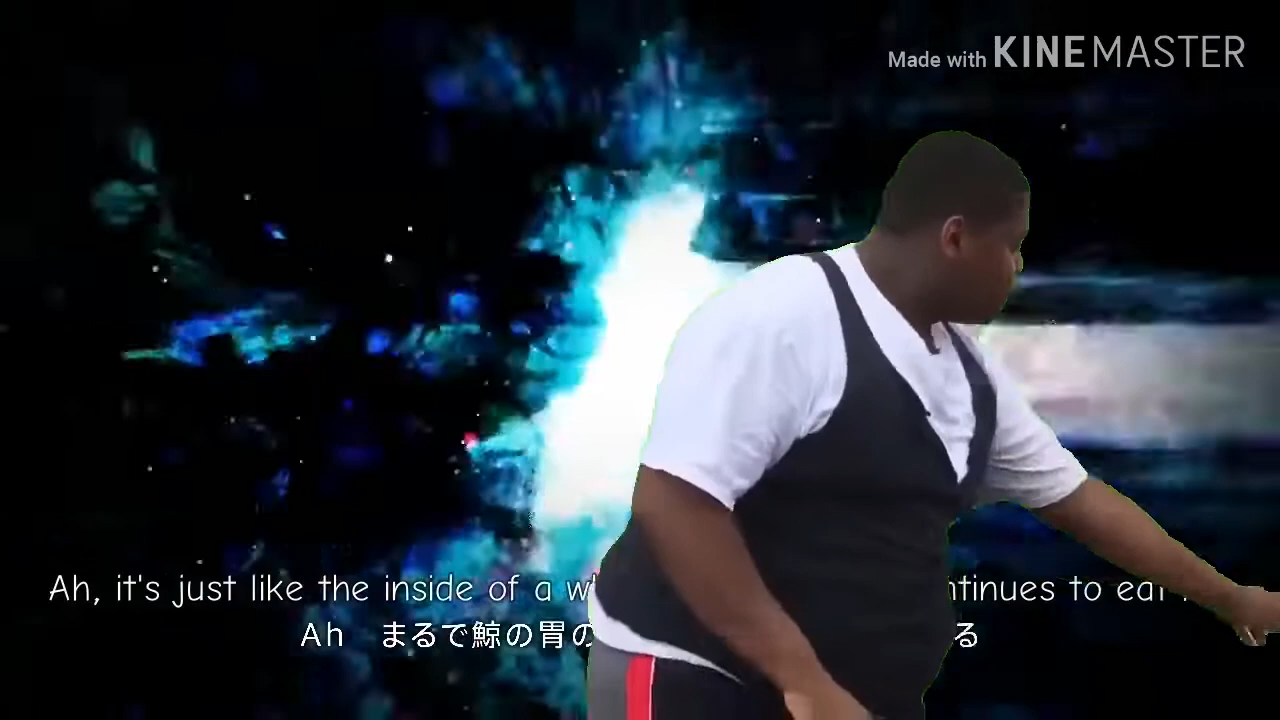 Made with KINEMASTER
Ah, it's just like the inside of a w ntinues to eat
Ah まるで鯨の胃の る